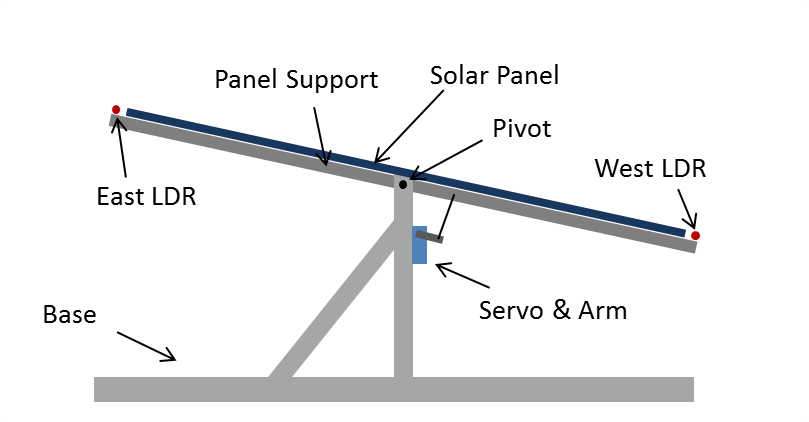 Panel Support
Solar Panel
Pivot
West LDR
East LDR
Base
Servo & Arm